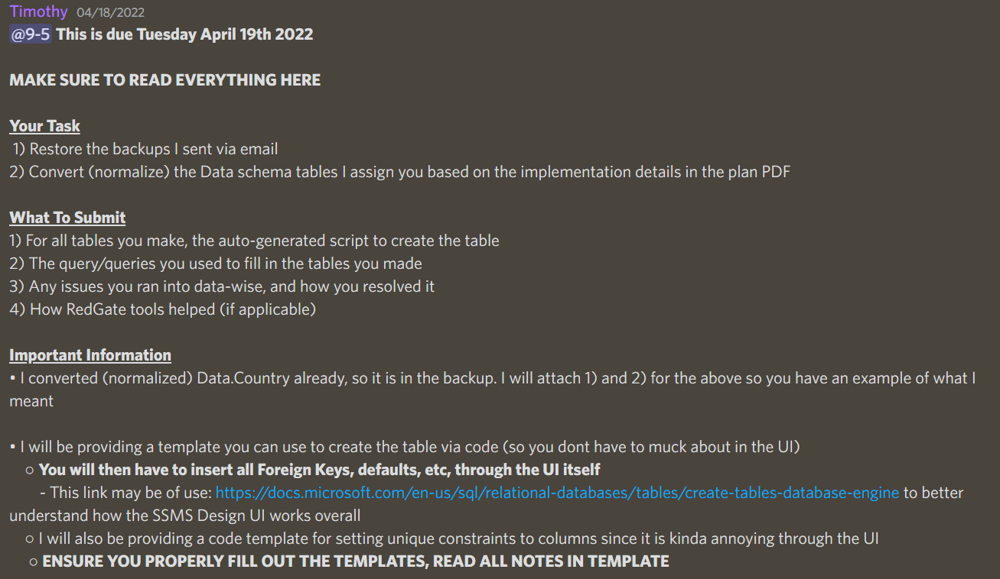 Timothy 04/18/2022
@9-5 This is due Tuesday April 19th 2022
MAKE SURE TO READ EVERYTHING HERE
Your Task
1) Restore the backups I sent via email
2) Convert (normalize) the Data schema tables I assign you based on the implementation details in the plan PDF
What To Submit
1) For all tables you make, the auto-generated script to create the table
2) The query/queries you used to fill in the tables you made
3) Any issues you ran into data-wise, and how you resolved it
4) How RedGate tools helped (if applicable)
Important Information
• I converted (normalized) Data.Country already, so it is in the backup. I will attach 1) and 2) for the above so you have an example of what I
meant
• I will be providing a template you can use to create the table via code (so you dont have to muck about in the UI)
○ You will then have to insert all Foreign Keys, defaults, etc, through the UI itself
- This link may be of use: https://docs.microsoft.com/en-us/sql/relational-databases/tables/create-tables-database-engine to better
understand how the SSMS Design UI works overall
○ I will also be providing a code template for setting unique constraints to columns since it is kinda annoying through the UI
○ ENSURE YOU PROPERLY FILL OUT THE TEMPLATES, READ ALL NOTES IN TEMPLATE